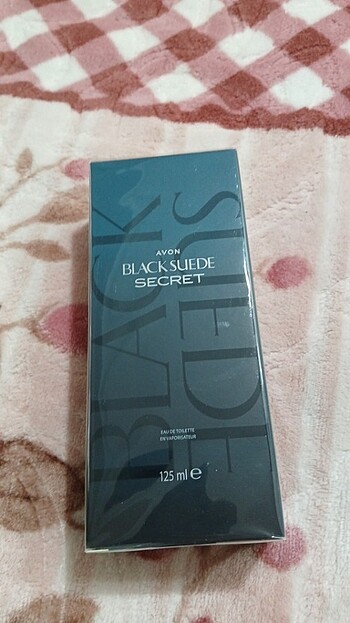 BLACK
SUEDE
AVON
BLACK SUEDE
SECRET
EAU DE TOILETTE
EN VAPORISATEUR
125 ml ℮